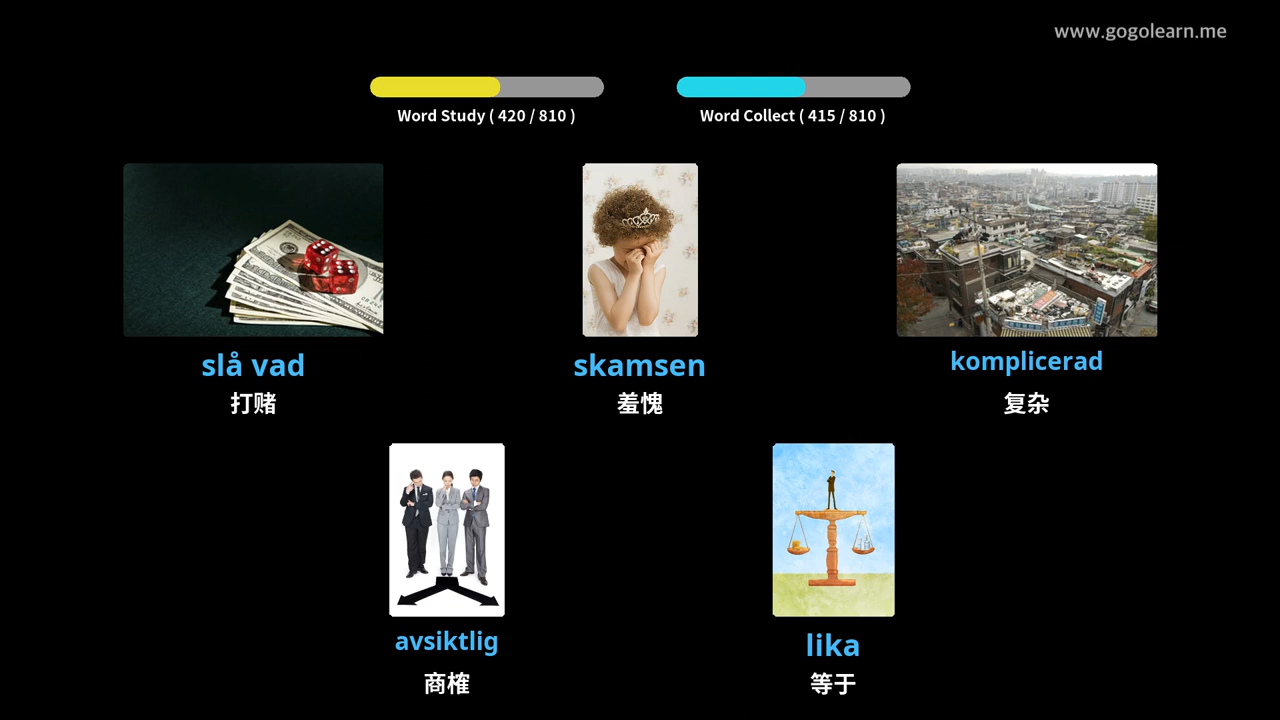 www.gogolearn.me
Word Study ( 420 / 810 )
Word Collect ( 415 / 810 )
slå vad
打赌
skamsen
羞愧
komplicerad
复杂
avsiktlig
商榷
lika
等于